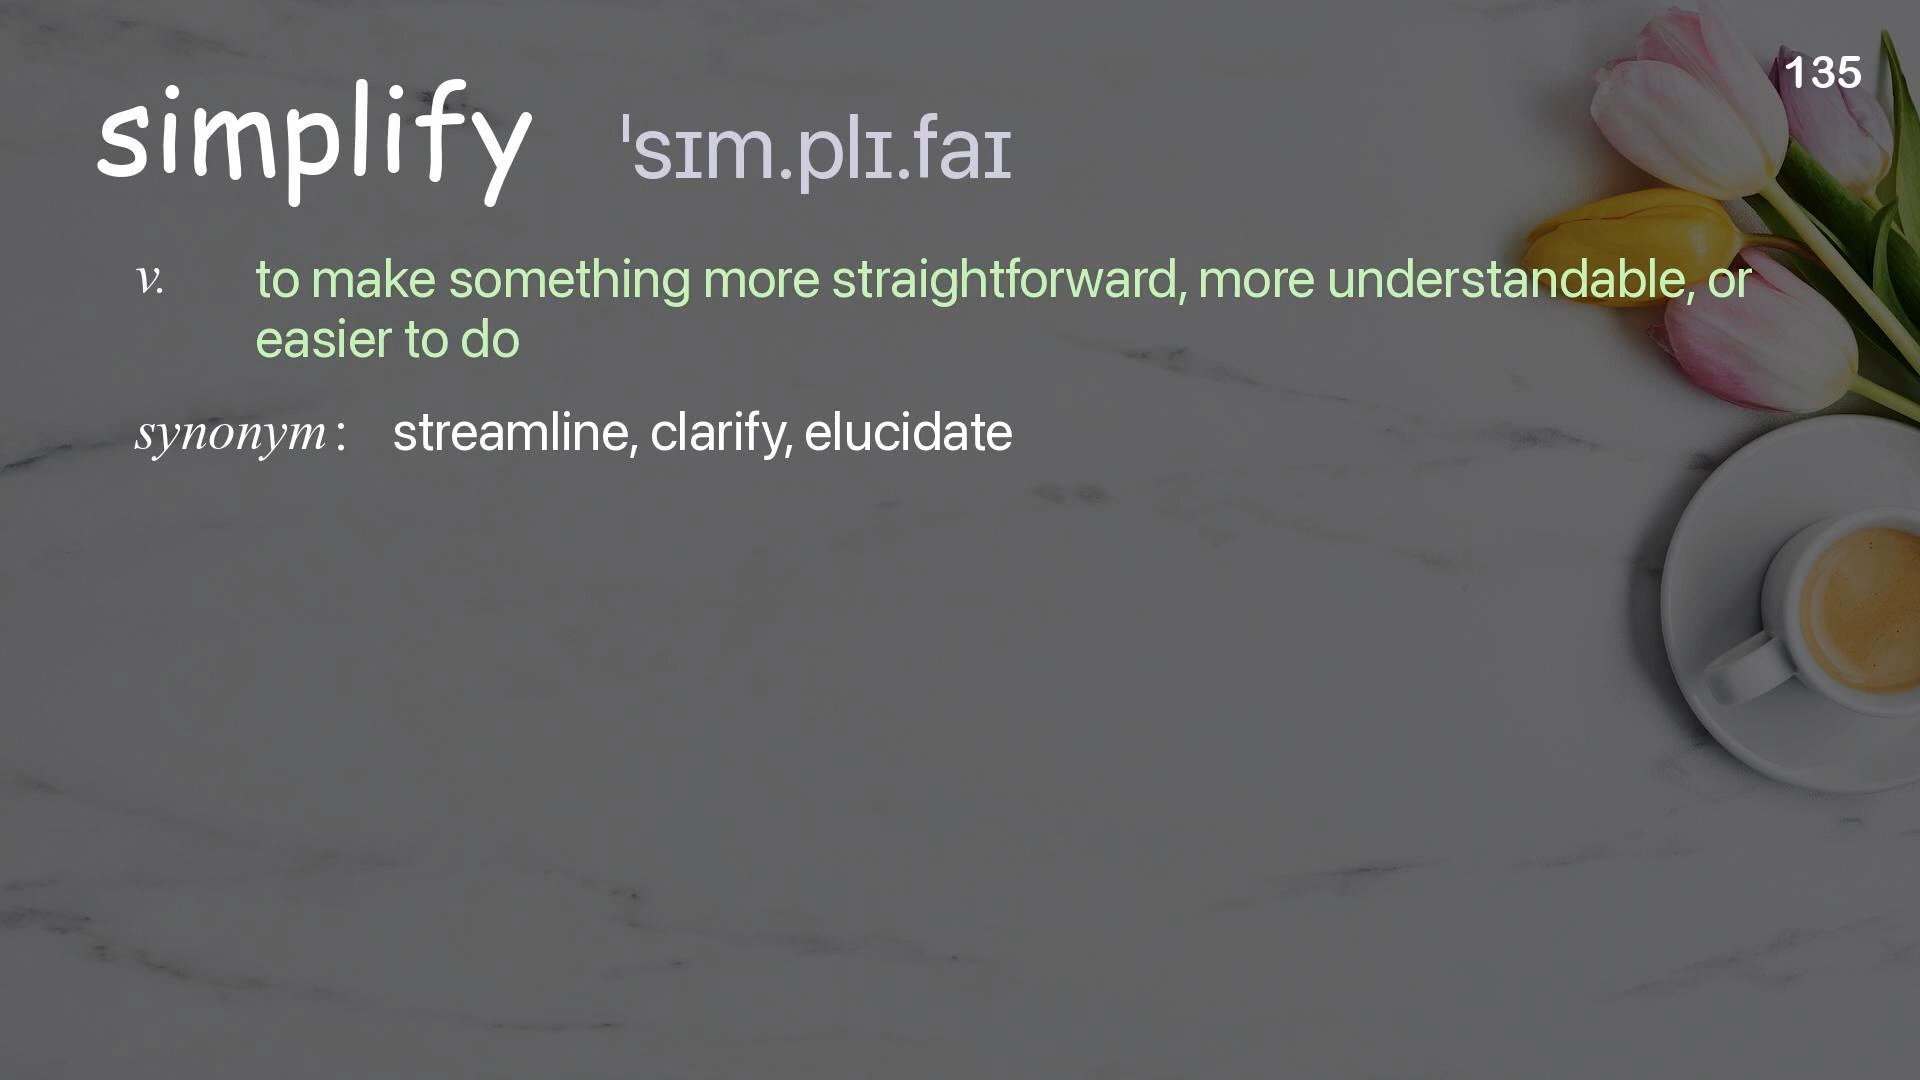 135
simplify ˈsɪm.plɪ.faɪ
v. to make something more straightforward, more understandable, or
easier to do
synonym: streamline, clarify, elucidate